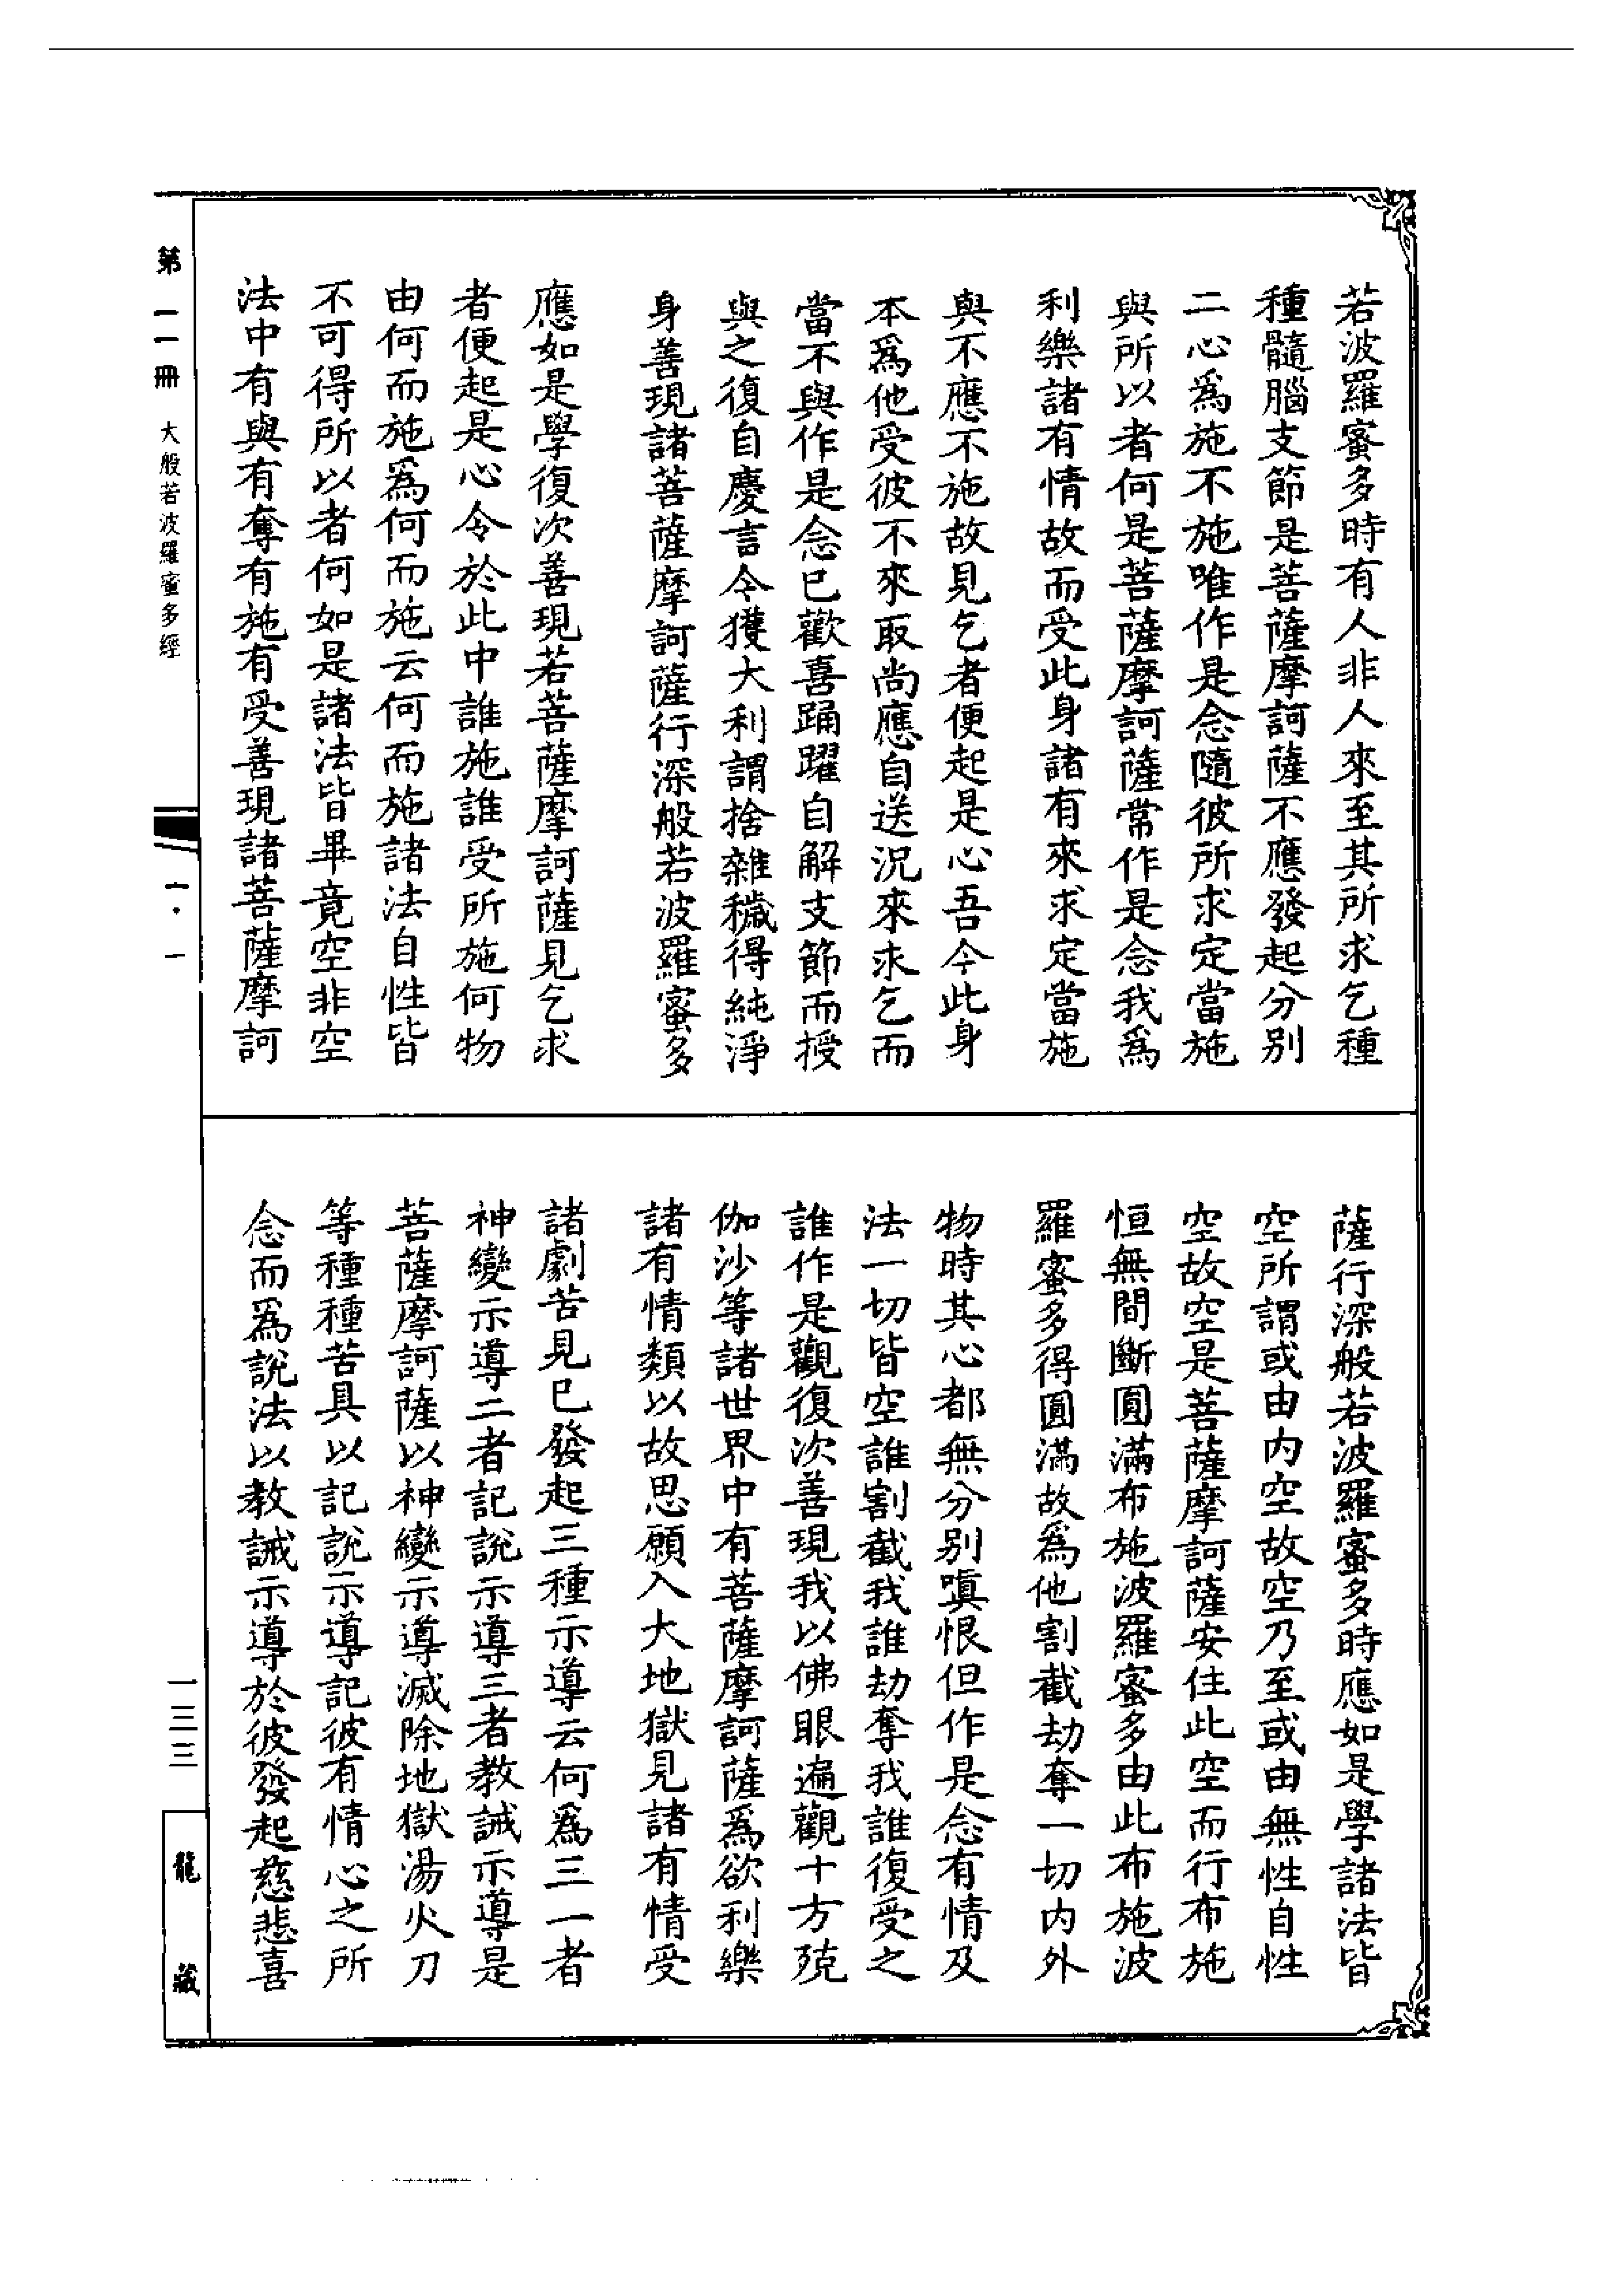 若波羅蜜多時有人非人來至其所求乞種
種髓腦支節是菩薩摩訶薩不應發起分别
二心爲施不施唯作是念隨彼所求定當施
與所以者何是菩薩摩訶薩常作是念我爲
利樂諸有情故而受此身諸有來求定當施
與不應不施故見乞者便起是心吾今此身
本爲他受彼不來取尚應自送況來求乞而
當不與作是念已歡喜踊躍自解支節而授
與之復自慶言今獲大利謂捨雜穢得純淨
身善現諸菩薩摩訶薩行深般若波羅蜜多
應如是學復次善現若菩薩摩訶薩見乞求
者便起是心今於此中誰施誰受所施何物
由何而施爲何而施云何而施諸法自性皆
不可得所以者何如是諸法皆畢竟空非空
法中有與有奪有施有受善現諸菩薩摩訶
薩行深般若波羅蜜多時應如是學諸法皆
空所謂或由内空故空乃至或由無性自性
空故空是菩薩摩訶薩安住此空而行布施
恒無間斷圓滿布施波羅蜜多由此布施波
羅蜜多得圓滿故爲他割截劫奪一切内外
物時其心都無分别嗔恨但作是念有情及
法一切皆空誰割截我誰劫奪我誰復受之
誰作是觀復次善現我以佛眼遍觀十方殑
伽沙等諸世界中有菩薩摩訶薩爲欲利樂
諸有情類以故思願入大地獄見諸有情受
諸劇苦見已發起三種示導云何爲三一者
神變示導二者記說示導三者教誡示導是
菩薩摩訶薩以神變示導滅除地獄湯火刀
等種種苦具以記說示導記彼有情心之所
念而爲說法以教誡示導於彼發起慈悲喜
第一一冊 大般若波羅蜜多經
一·一
一三三
龍藏